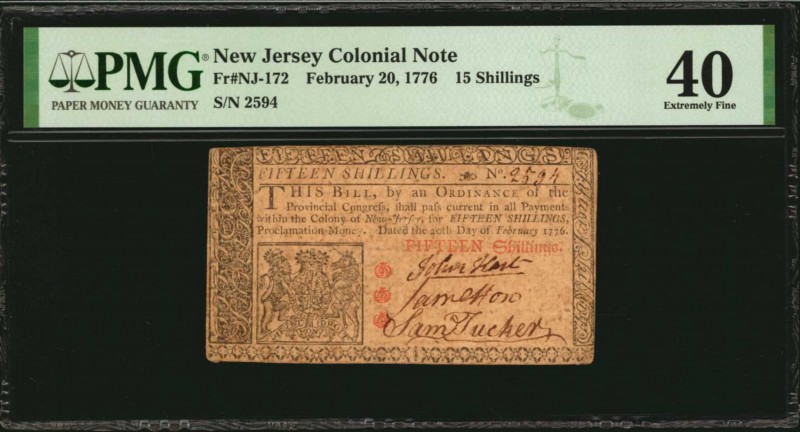 PMG® New Jersey Colonial Note
Fr#NJ-172 February 20, 1776 15 Shillings
PAPER MONEY GUARANTY
S/N 2594
40
Extremely Fine
FIFTEEN SHILLINGS
FIFTEEN SHILLINGS. No. 2594
THIS BILL, by an ORDINANCE of the
Provincial Congreſs, ſhall paſs current in all Payments
within the Colony of New-Jerſey, for FIFTEEN SHILLINGS,
Proclamation Money. Dated the 20th Day of February 1776.
FIFTEEN Shillings.
John Hart
Sam Tucker